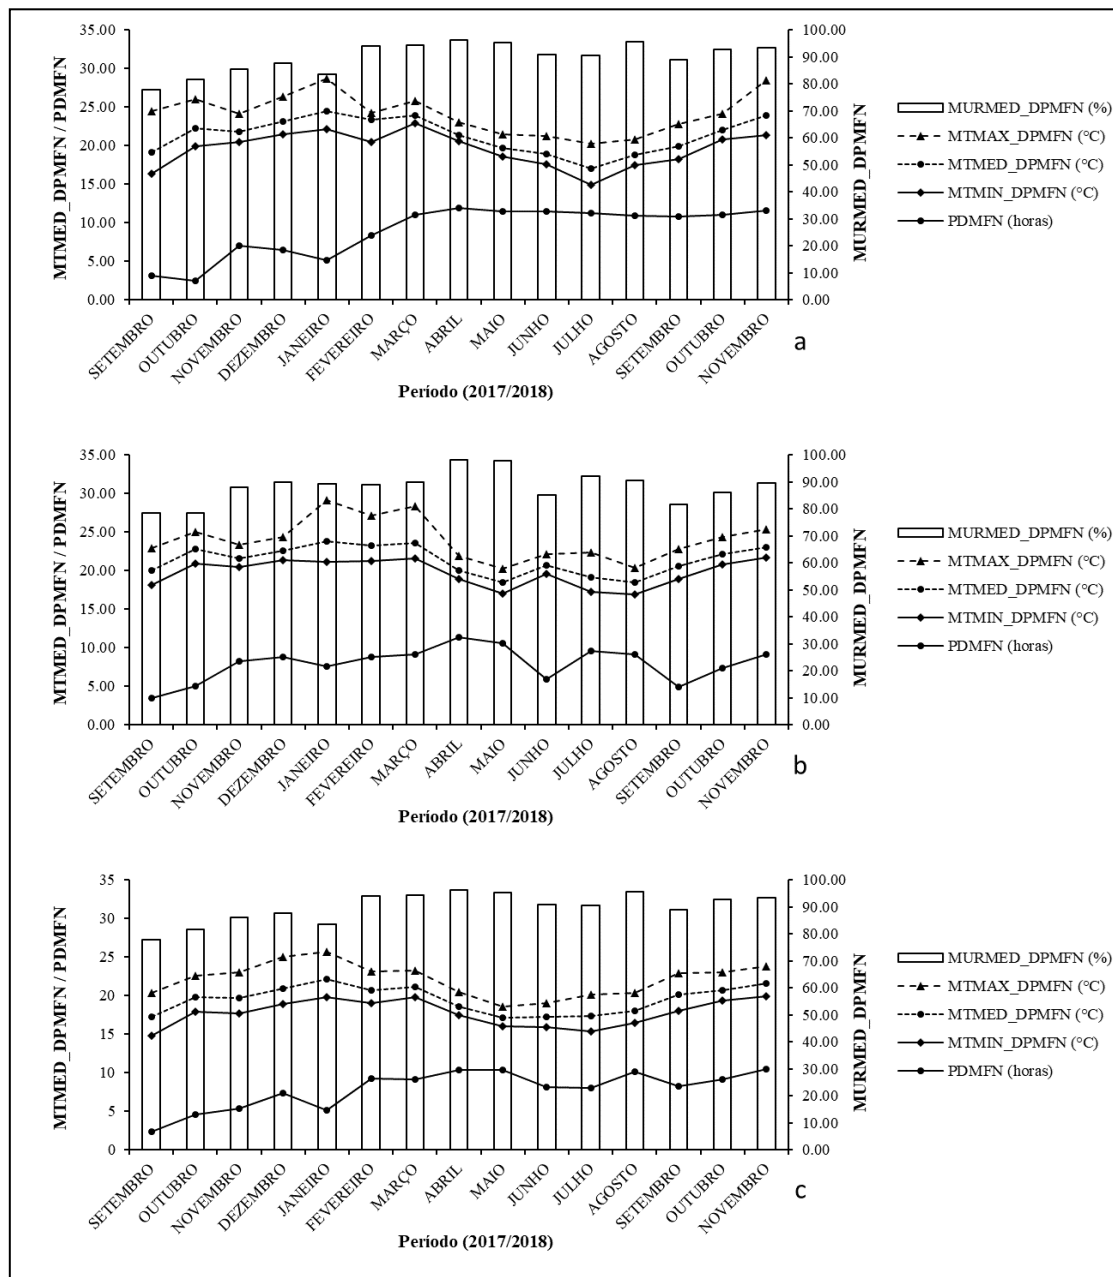 35.00
30.00
25.00
20.00
15.00
10.00
5.00
0.00
MTMED_DPMFN / PDMFN
100.00
90.00
80.00
70.00
60.00
50.00
40.00
30.00
20.00
10.00
0.00
MURMED_DPMFN
MURMED_DPMFN (%)
MTMAX_DPMFN (°C)
MTMED_DPMFN (°C)
MTMIN_DPMFN (°C)
PDMFN (horas)
SETEMBRO
OUTUBRO
NOVEMBRO
DEZEMBRO
JANEIRO
FEVEREIRO
MARÇO
ABRIL
MAIO
JUNHO
JULHO
AGOSTO
SETEMBRO
OUTUBRO
NOVEMBRO
a
Período (2017/2018)
35.00
30.00
25.00
20.00
15.00
10.00
5.00
0.00
MTMED_DPMFN / PDMFN
100.00
90.00
80.00
70.00
60.00
50.00
40.00
30.00
20.00
10.00
0.00
MURMED_DPMFN
MURMED_DPMFN (%)
MTMAX_DPMFN (°C)
MTMED_DPMFN (°C)
MTMIN_DPMFN (°C)
PDMFN (horas)
SETEMBRO
OUTUBRO
NOVEMBRO
DEZEMBRO
JANEIRO
FEVEREIRO
MARÇO
ABRIL
MAIO
JUNHO
JULHO
AGOSTO
SETEMBRO
OUTUBRO
NOVEMBRO
b
Período (2017/2018)
35
30
25
20
15
10
5
0
MTMED_DPMFN / PDMFN
100.00
90.00
80.00
70.00
60.00
50.00
40.00
30.00
20.00
10.00
0.00
MURMED_DPMFN
MURMED_DPMFN (%)
MTMAX_DPMFN (°C)
MTMED_DPMFN (°C)
MTMIN_DPMFN (°C)
PDMFN (horas)
SETEMBRO
OUTUBRO
NOVEMBRO
DEZEMBRO
JANEIRO
FEVEREIRO
MARÇO
ABRIL
MAIO
JUNHO
JULHO
AGOSTO
SETEMBRO
OUTUBRO
NOVEMBRO
c
Período (2017/2018)